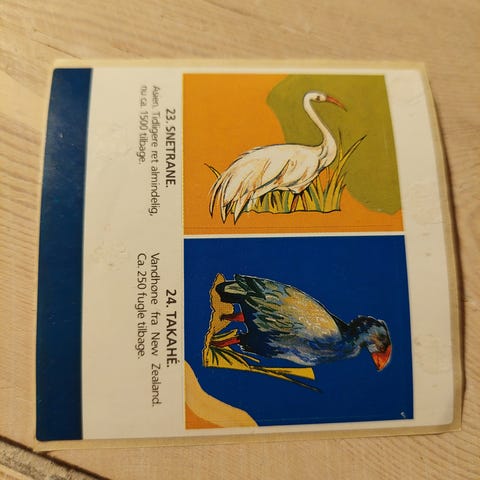 23. SNETRANE.
Asien. Tidligere ret almindelig,
nu ca. 1500 tilbage.
24. TAKAHÉ.
Vandhøne fra New Zealand.
Ca. 250 fugle tilbage.